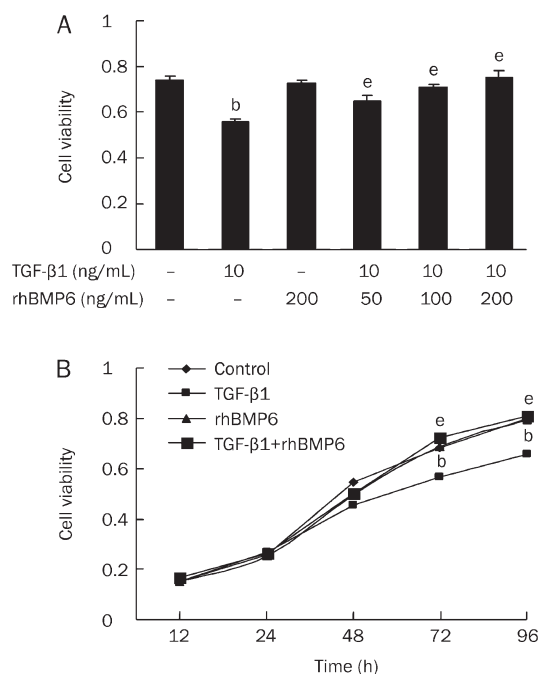 A
1
b e e e
0.8
0.6
0.4
0.2
0
Cell viability
TGF-β1 (ng/mL) – 10 – 10 10 10
rhBMP6 (ng/mL) – – 200 50 100 200
B
1
Control
TGF-β1
rhBMP6
TGF-β1+rhBMP6
e e
b b
0.8
0.6
0.4
0.2
0
Cell viability
12 24 48 72 96
Time (h)